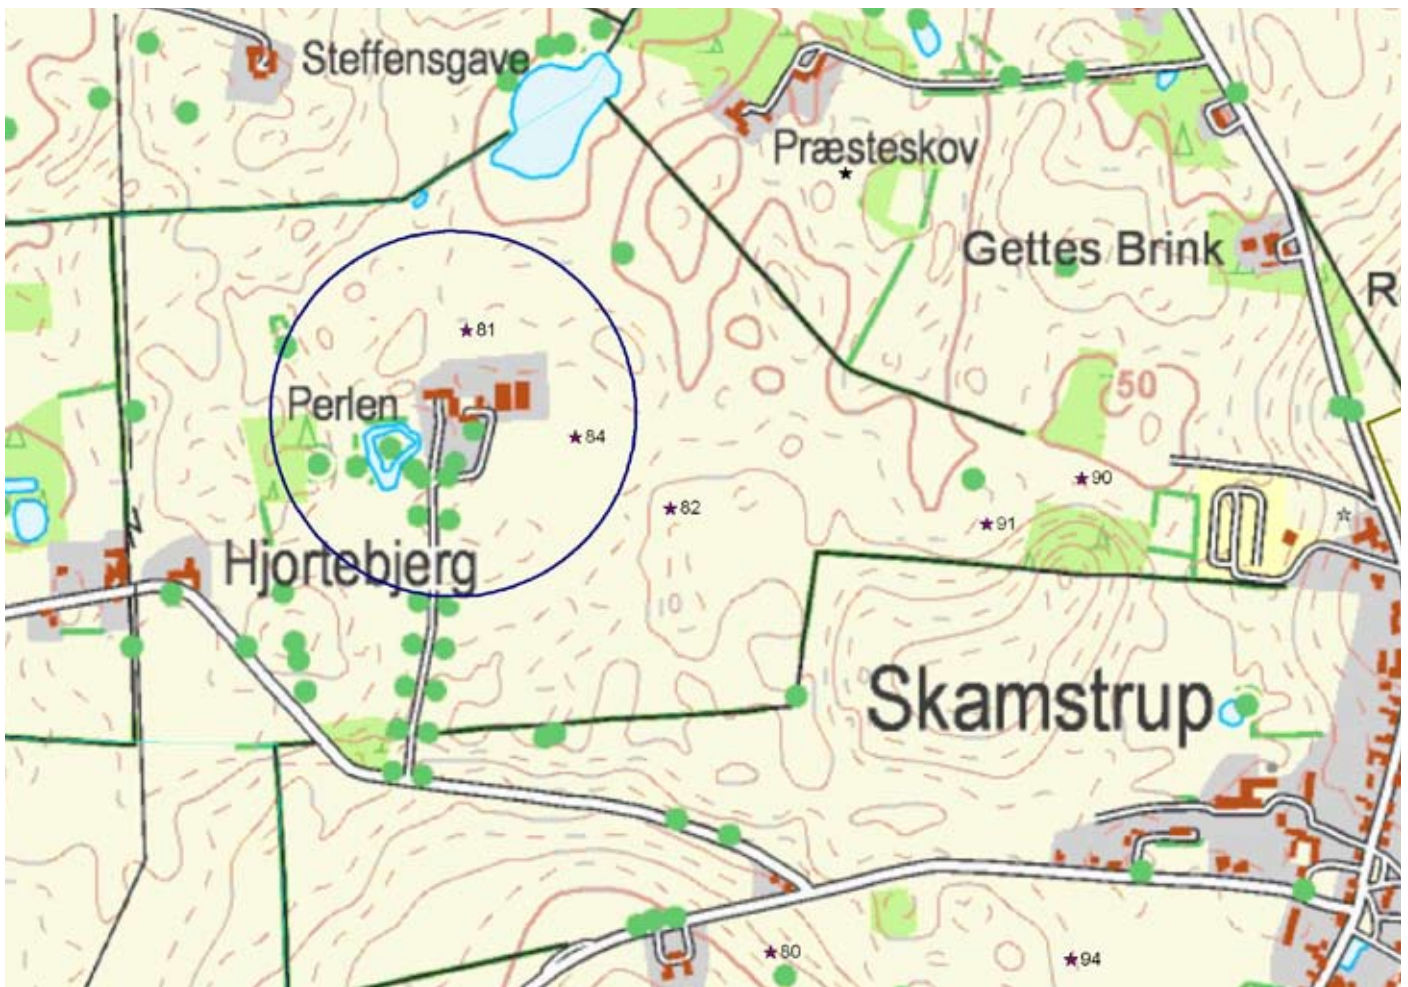 Steffensgave
Præsteskov
Gettes Brink
R
81
50
Perlen
84
90
82
91
Hjortebjerg
Skamstrup
80
94